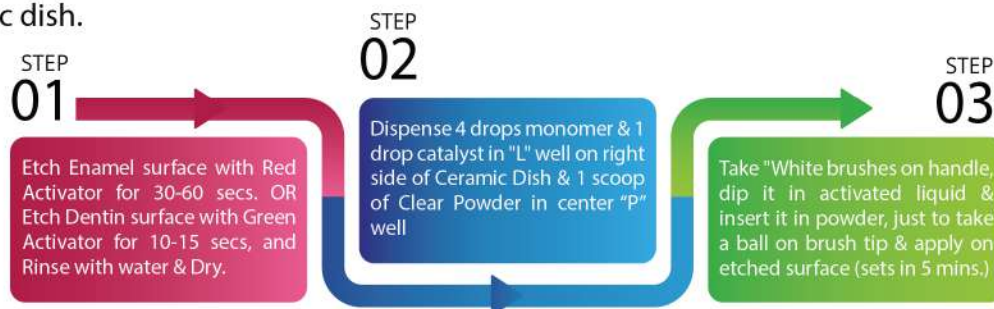 c dish.
STEP
01
Etch Enamel surface with Red
Activator for 30-60 secs. OR
Etch Dentin surface with Green
Activator for 10-15 secs, and
Rinse with water & Dry.
STEP
02
Dispense 4 drops monomer & 1
drop catalyst in "L" well on right
side of Ceramic Dish & 1 scoop
of Clear Powder in center “P”
well
STEP
03
Take "White brushes on handle,
dip it in activated liquid &
insert it in powder, just to take
a ball on brush tip & apply on
etched surface (sets in 5 mins.)